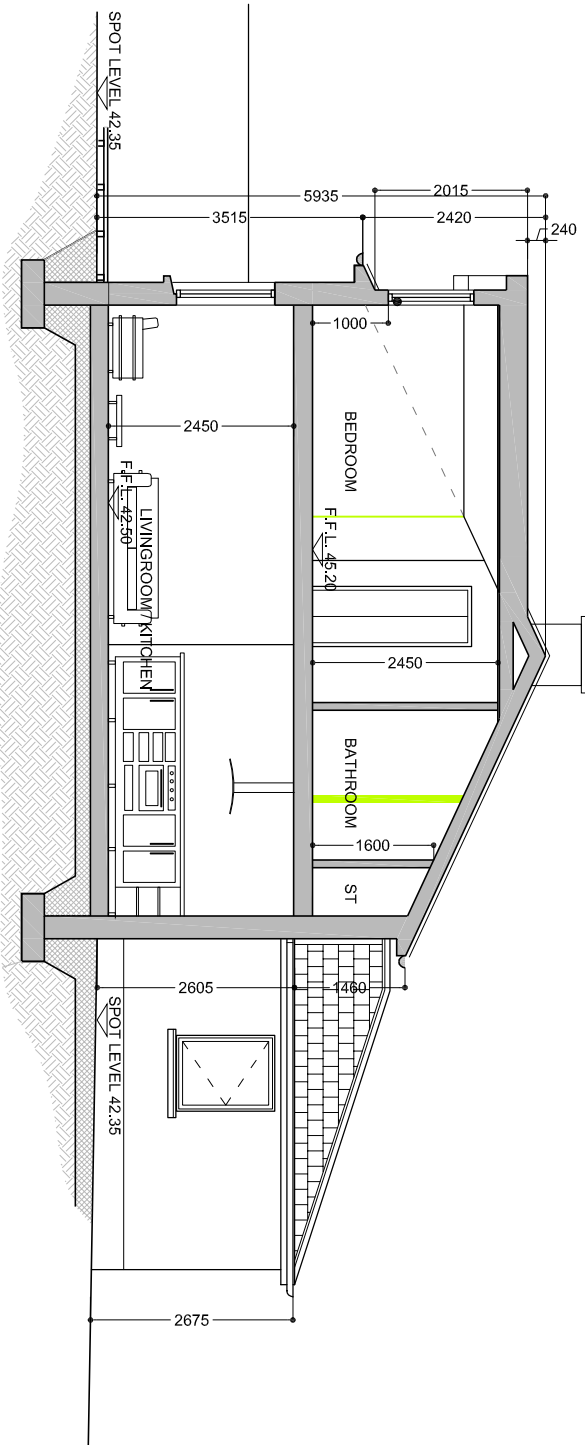 SPOT LEVEL 42.35
5935
2015
3515
2420
240
1000
2450
BEDROOM
F.F.L. 42.50
LIVINGROOM / KITCHEN
F.F.L. 45.20
2450
BATHROOM
1600
ST
2605
1460
SPOT LEVEL 42.35
2675